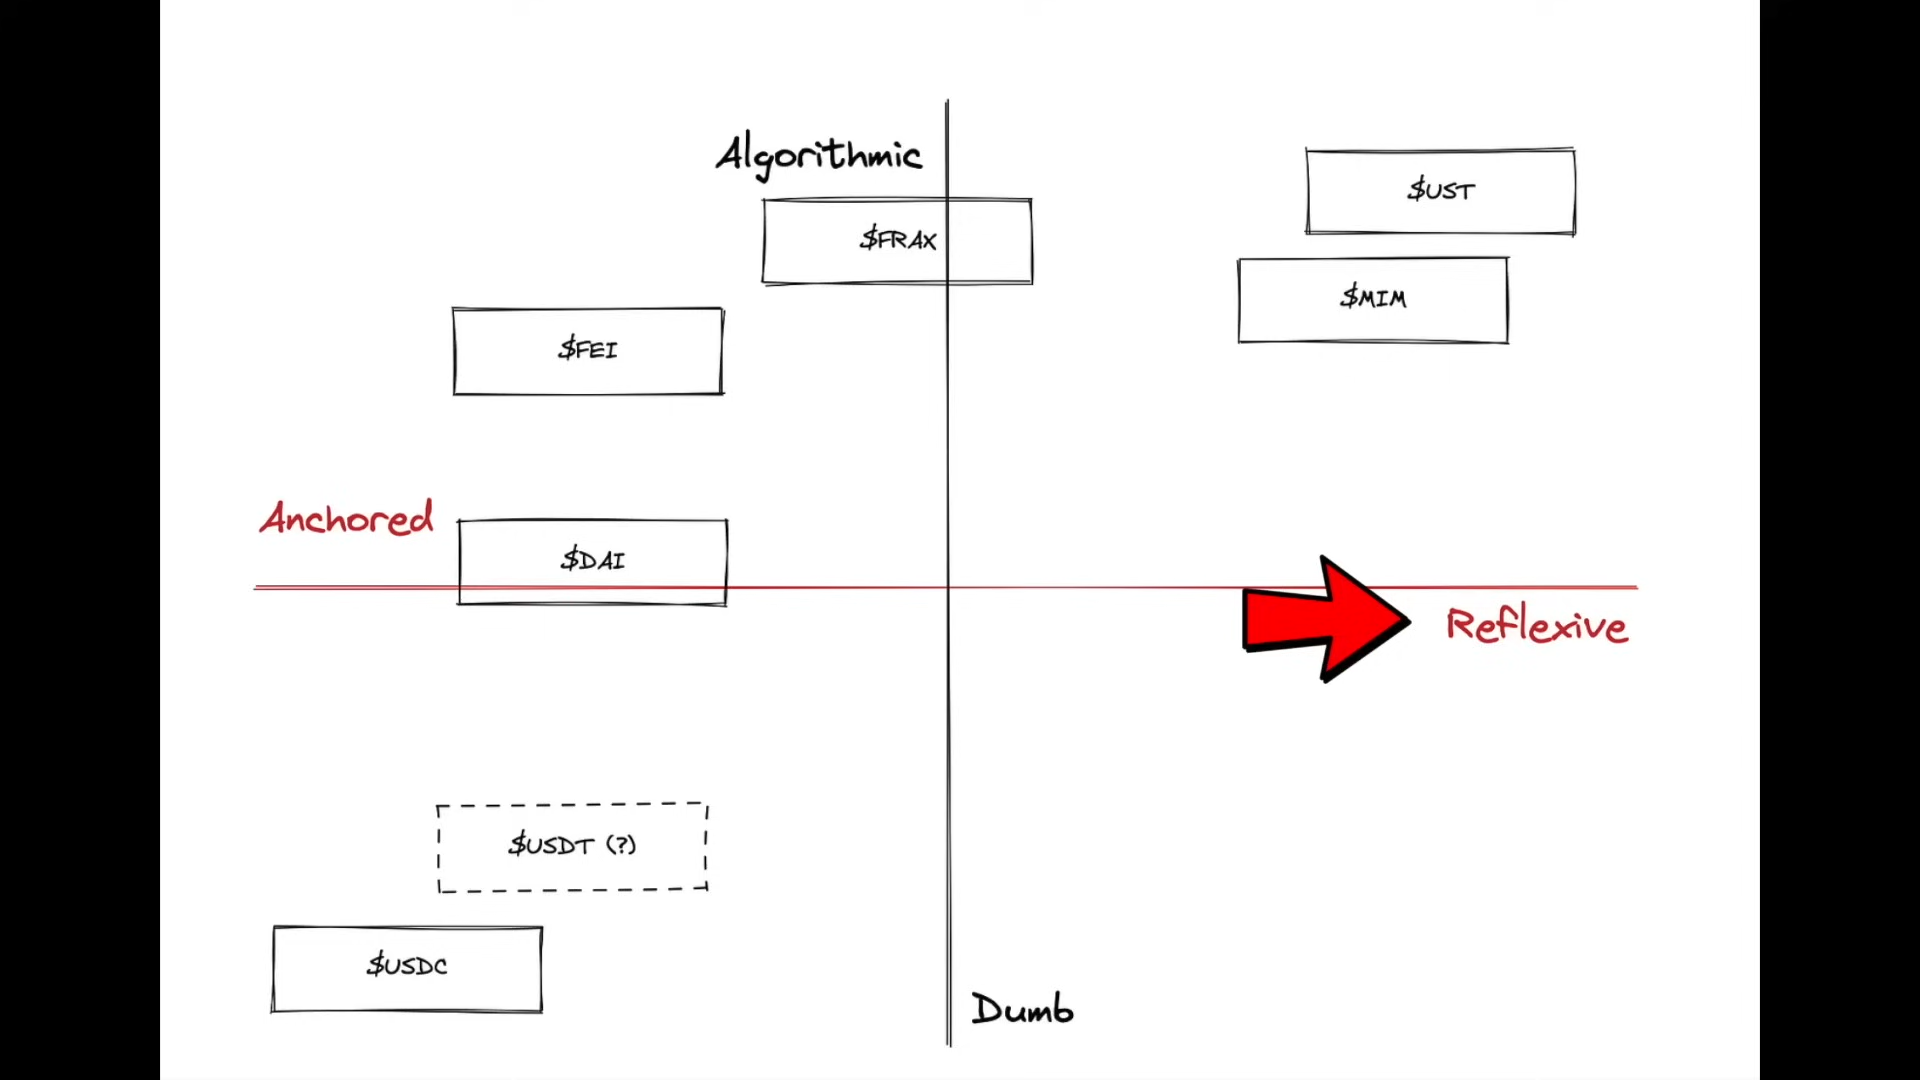 Algorithmic
$UST
$FRAX
$MIM
$FEI
Anchored
$DAI
Reflexive
$USDT (?)
$USDC
Dumb